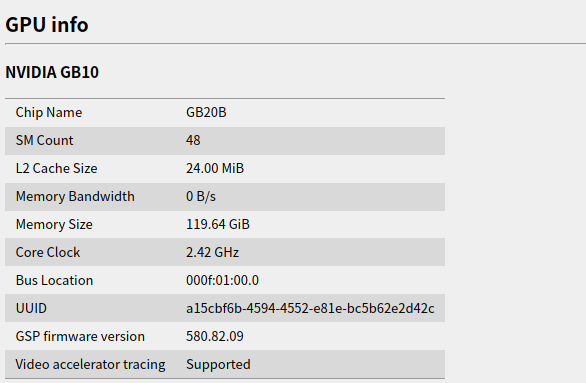 GPU info
NVIDIA GB10
Chip Name GB20B
SM Count 48
L2 Cache Size 24.00 MiB
Memory Bandwidth 0 B/s
Memory Size 119.64 GiB
Core Clock 2.42 GHz
Bus Location 000f:01:00.0
UUID a15cbf6b-4594-4552-e81e-bc5b62e2d42c
GSP firmware version 580.82.09
Video accelerator tracing Supported